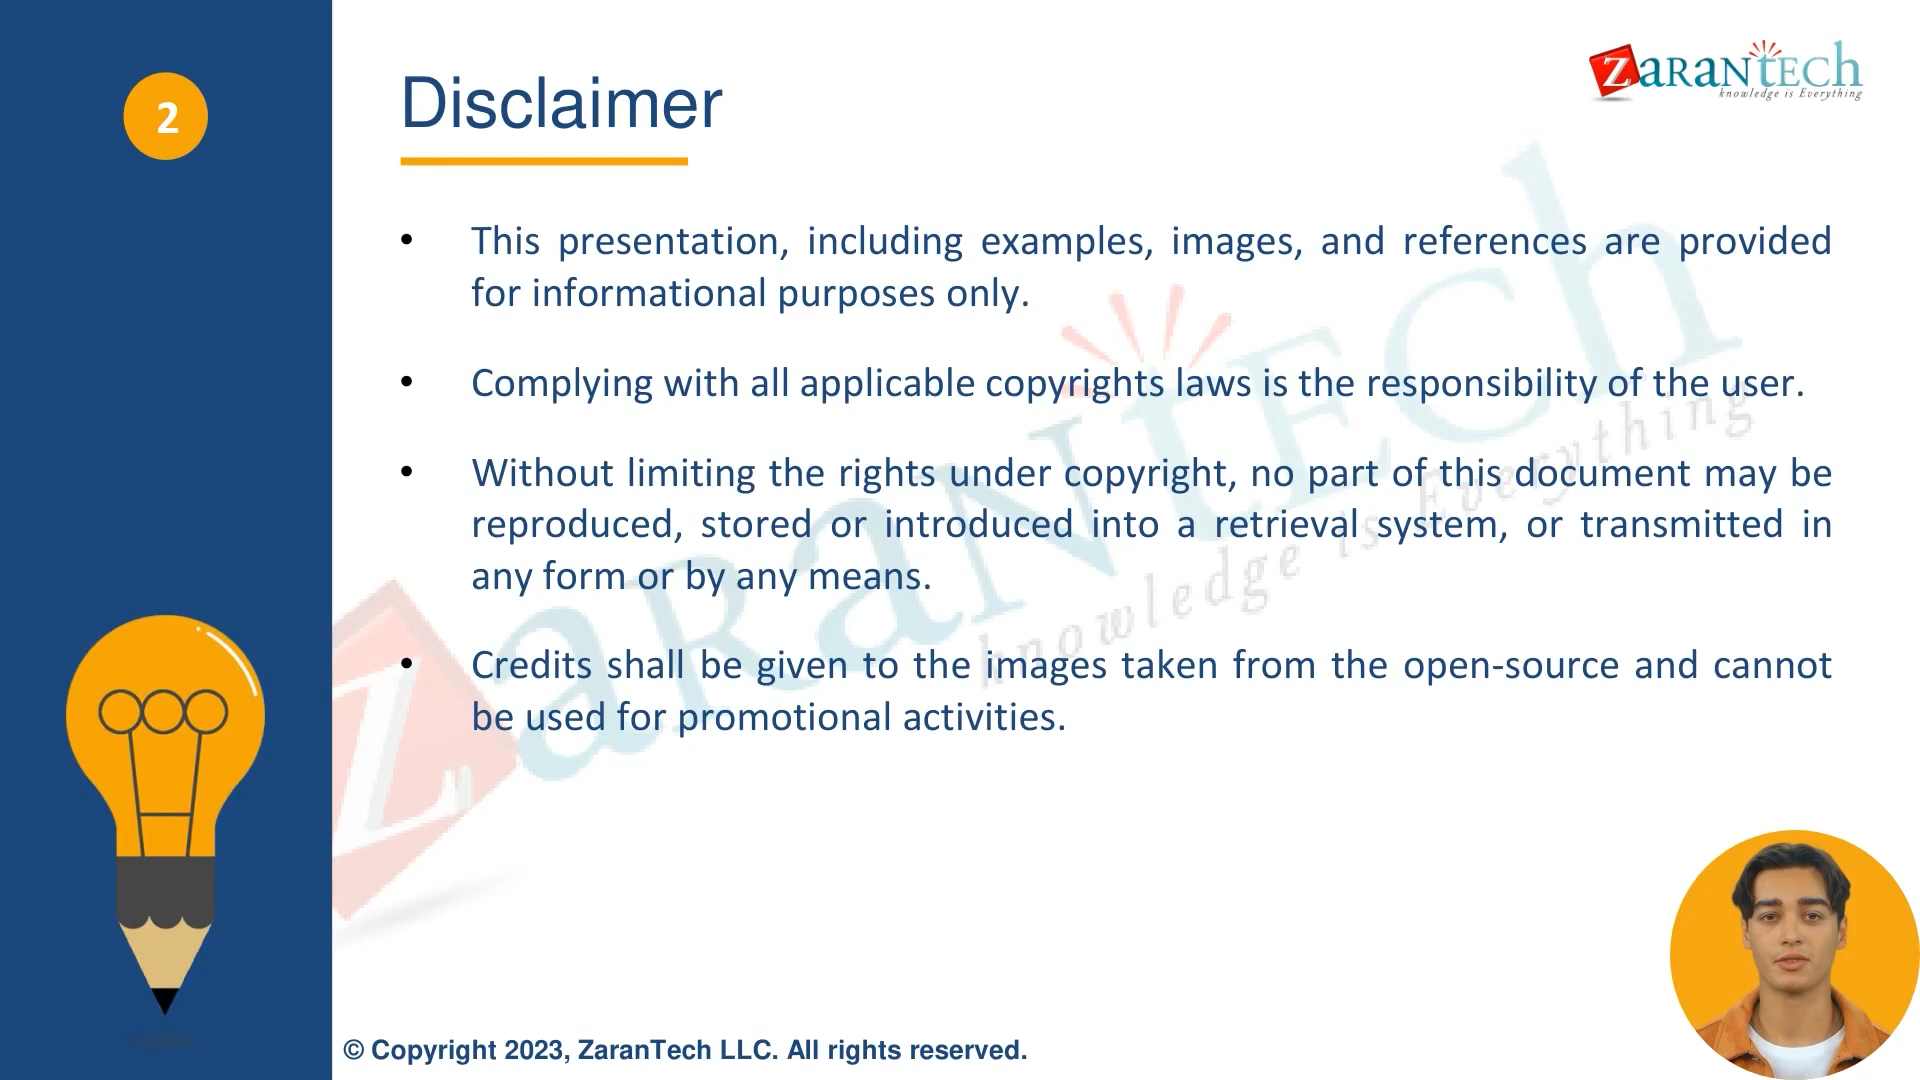 2
Disclaimer
ZaranTech
knowledge is Everything
• This presentation, including examples, images, and references are provided
for informational purposes only.
• Complying with all applicable copyrights laws is the responsibility of the user.
• Without limiting the rights under copyright, no part of this document may be
reproduced, stored or introduced into a retrieval system, or transmitted in
any form or by any means.
• Credits shall be given to the images taken from the open-source and cannot
be used for promotional activities.
ZaranTech
knowledge is Everything
© Copyright 2023, ZaranTech LLC. All rights reserved.